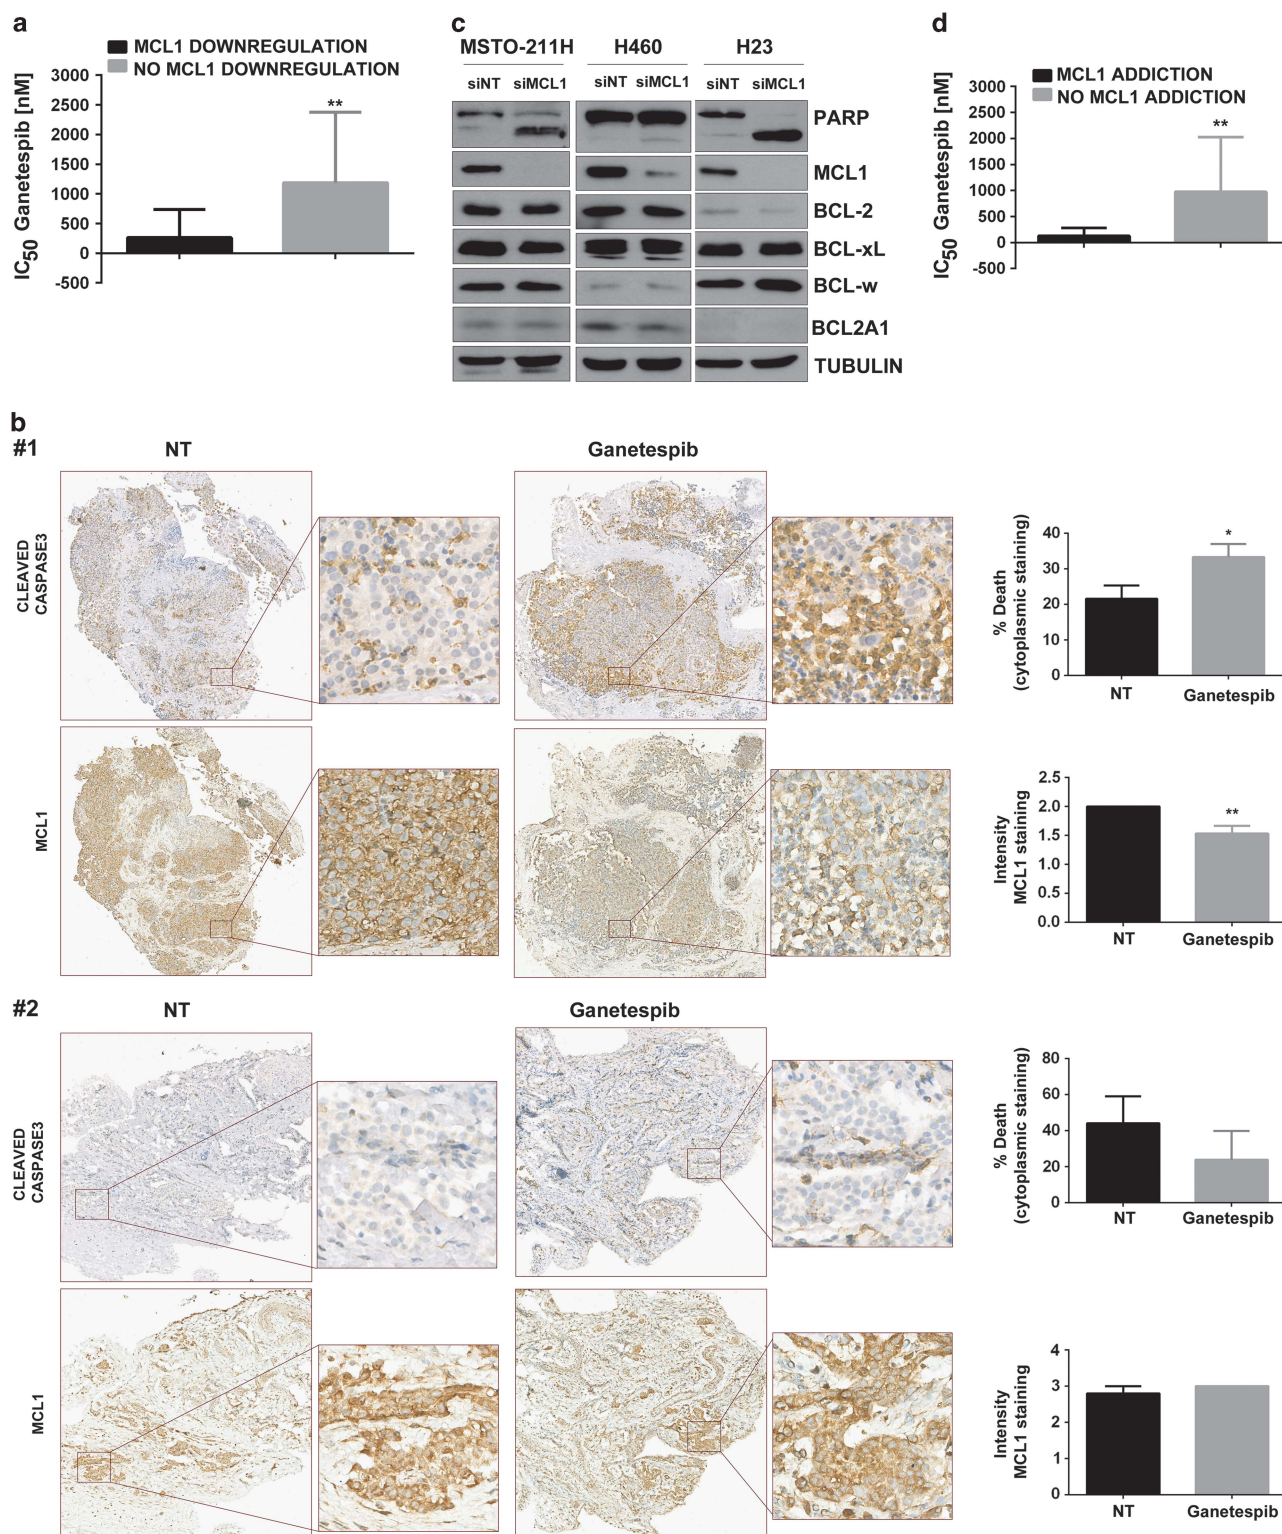 a
MCL1 DOWNREGULATION
NO MCL1 DOWNREGULATION
IC50 Ganetespib [nM]
3000
2500
2000
1500
1000
500
0
-500
**
c
MSTO-211H H460 H23
siNT siMCL1 siNT siMCL1 siNT siMCL1
PARP
MCL1
BCL-2
BCL-xL
BCL-w
BCL2A1
TUBULIN
d
MCL1 ADDICTION
NO MCL1 ADDICTION
IC50 Ganetespib [nM]
3000
2500
2000
1500
1000
500
0
-500
**
b
#1
NT
Ganetespib
CLEAVED
CASPASE3
% Death
(cytoplasmic staining)
40
30
20
10
0
*
NT
Ganetespib
MCL1
Intensity
MCL1 staining
2.5
2.0
1.5
1.0
0.5
0.0
**
NT
Ganetespib
#2
NT
Ganetespib
CLEAVED
CASPASE3
% Death
(cytoplasmic staining)
80
60
40
20
0
NT
Ganetespib
MCL1
Intensity
MCL1 staining
4
3
2
1
0
NT
Ganetespib